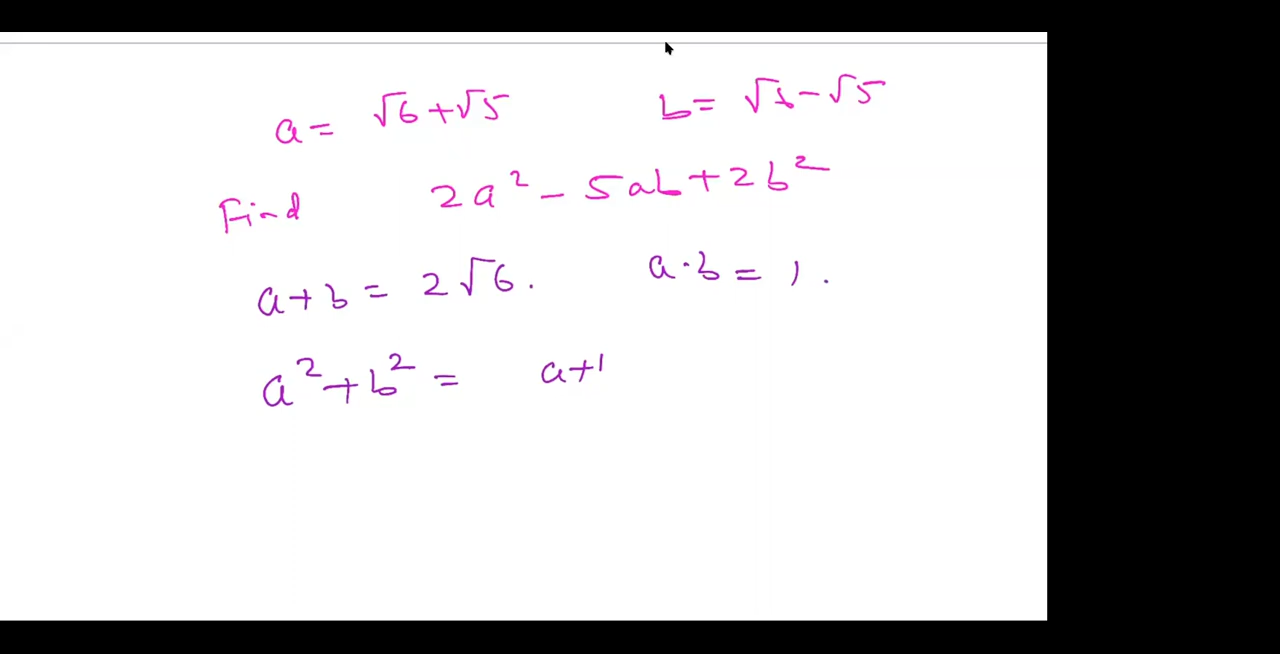 a = √6+√5 b = √6-√5
Find 2a² - 5ab + 2b²
a+b = 2√6. a·b = 1.
a²+b² = a+1